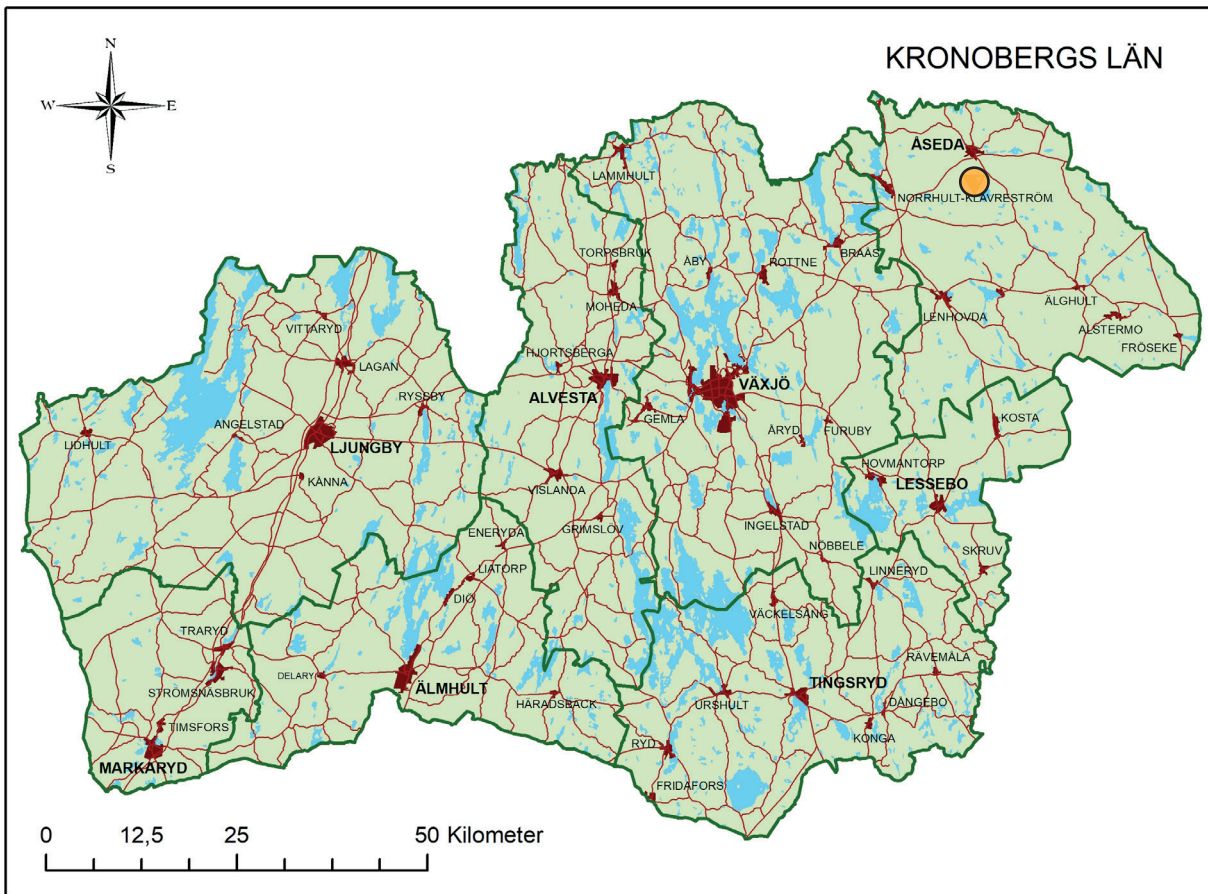 KRONOBERGS LÄN
N
W
E
S
ÅSEDA
LAMMHULT
NORRHULT-KLAVRESTRÖM
TORPSBRUK
ÅBY
ROTTNE
BRAÅS
MOHEDA
ÄLGHULT
LENHOVDA
ALSTERMO
VITTARYD
FRÖSEKE
HJORTSBERGA
LAGAN
VÄXJÖ
ALVESTA
RYSSBY
GEMLA
KOSTA
ANGELSTAD
FURUBY
LIDHULT
LJUNGBY
ÅRYD
HOVMANTORP
KÅNNA
LESSEBO
VISLANDA
INGELSTAD
GRIMSLÖV
ENERYDA
NÖBBELE
SKRUV
LINNERYD
LIATORP
DIÖ
VÄCKELSÅNG
TRARYD
RÄVEMÅLA
DELARY
STRÖMSNÄSBRUK
ÄLMHULT
TINGSRYD
HÄRADSBÄCK
URSHULT
DÅNGEBO
TIMSFORS
KONGA
RYD
MARKARYD
FRIDAFORS
0 12,5 25 50 Kilometer